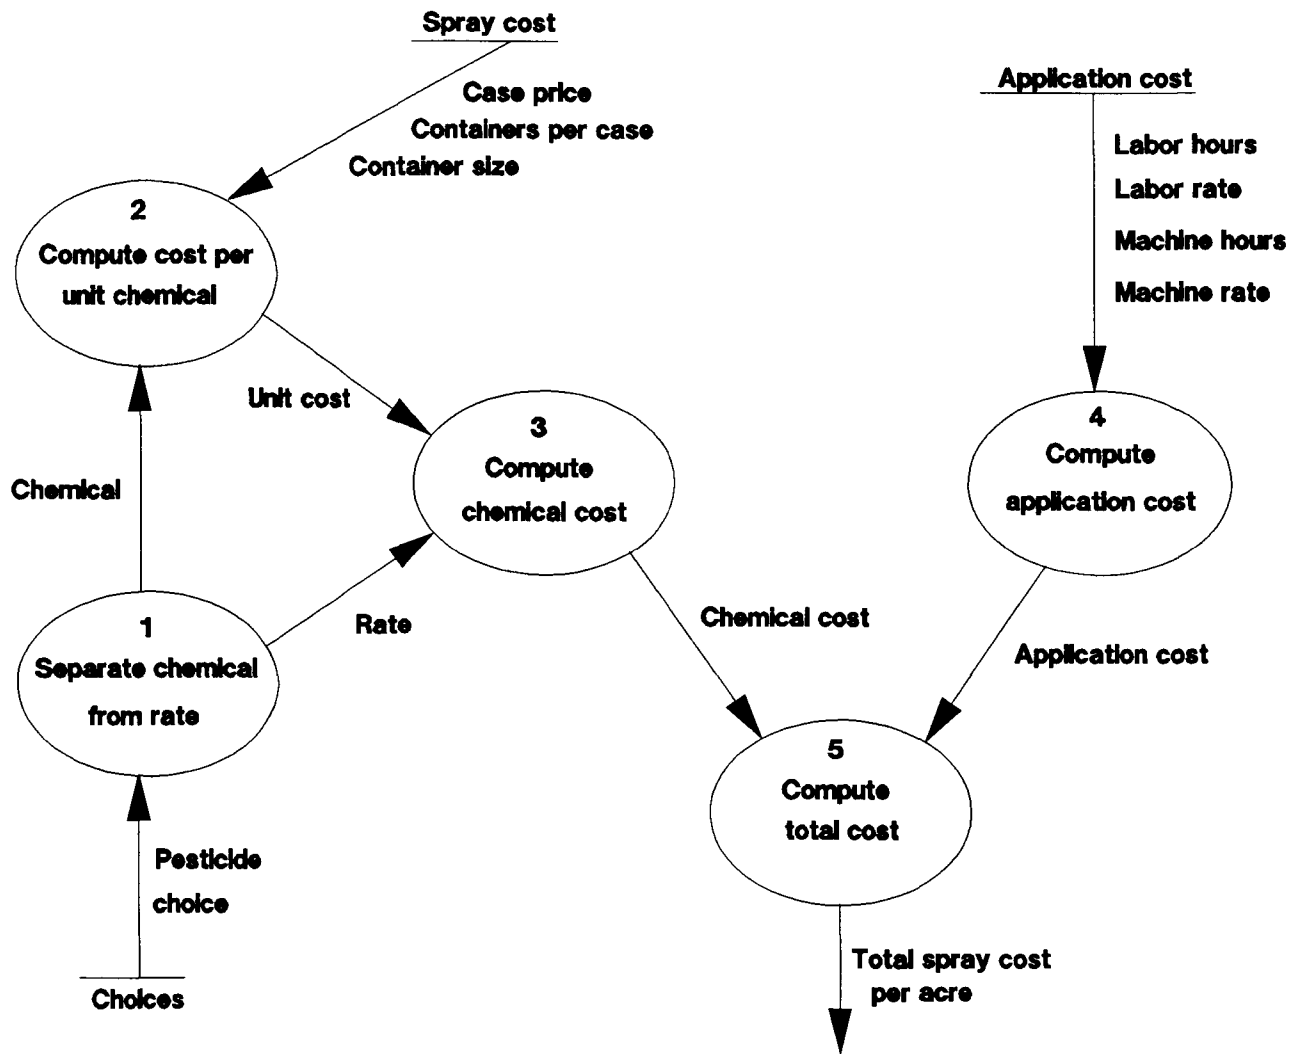 Spray cost
Case price
Containers per case
Container size
Application cost
Labor hours
Labor rate
Machine hours
Machine rate
2
Compute cost per
unit chemical
Unit cost
3
Compute
chemical cost
4
Compute
application cost
Chemical
1
Separate chemical
from rate
Rate
Chemical cost
Application cost
5
Compute
total cost
Pesticide
choice
Choices
Total spray cost
per acre